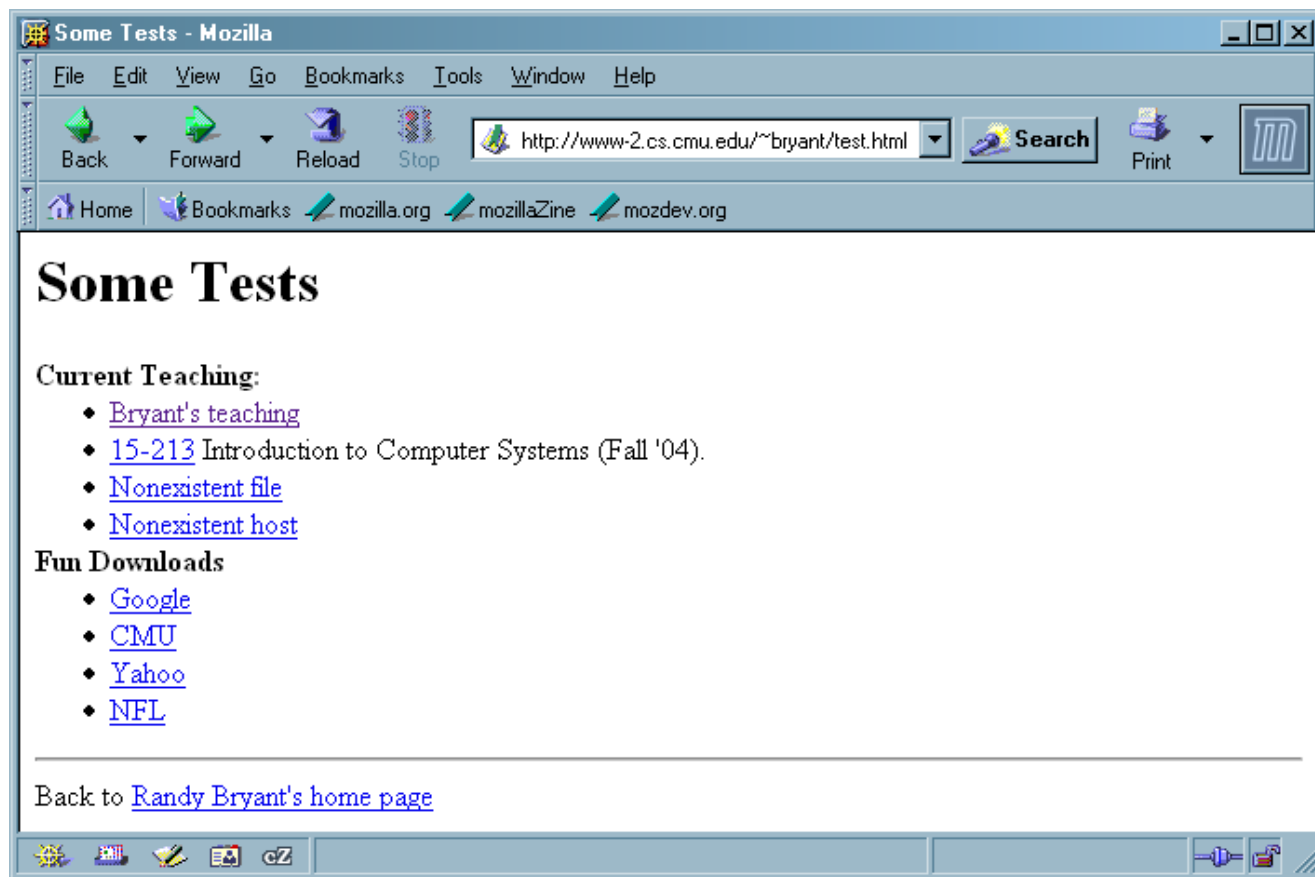 Some Tests - Mozilla
File Edit View Go Bookmarks Tools Window Help
Back Forward Reload Stop http://www-2.cs.cmu.edu/~bryant/test.html Search Print
Home Bookmarks mozilla.org mozillaZine mozdev.org
Some Tests
Current Teaching:
• Bryant's teaching
• 15-213 Introduction to Computer Systems (Fall '04).
• Nonexistent file
• Nonexistent host
Fun Downloads
• Google
• CMU
• Yahoo
• NFL
Back to Randy Bryant's home page
cZ